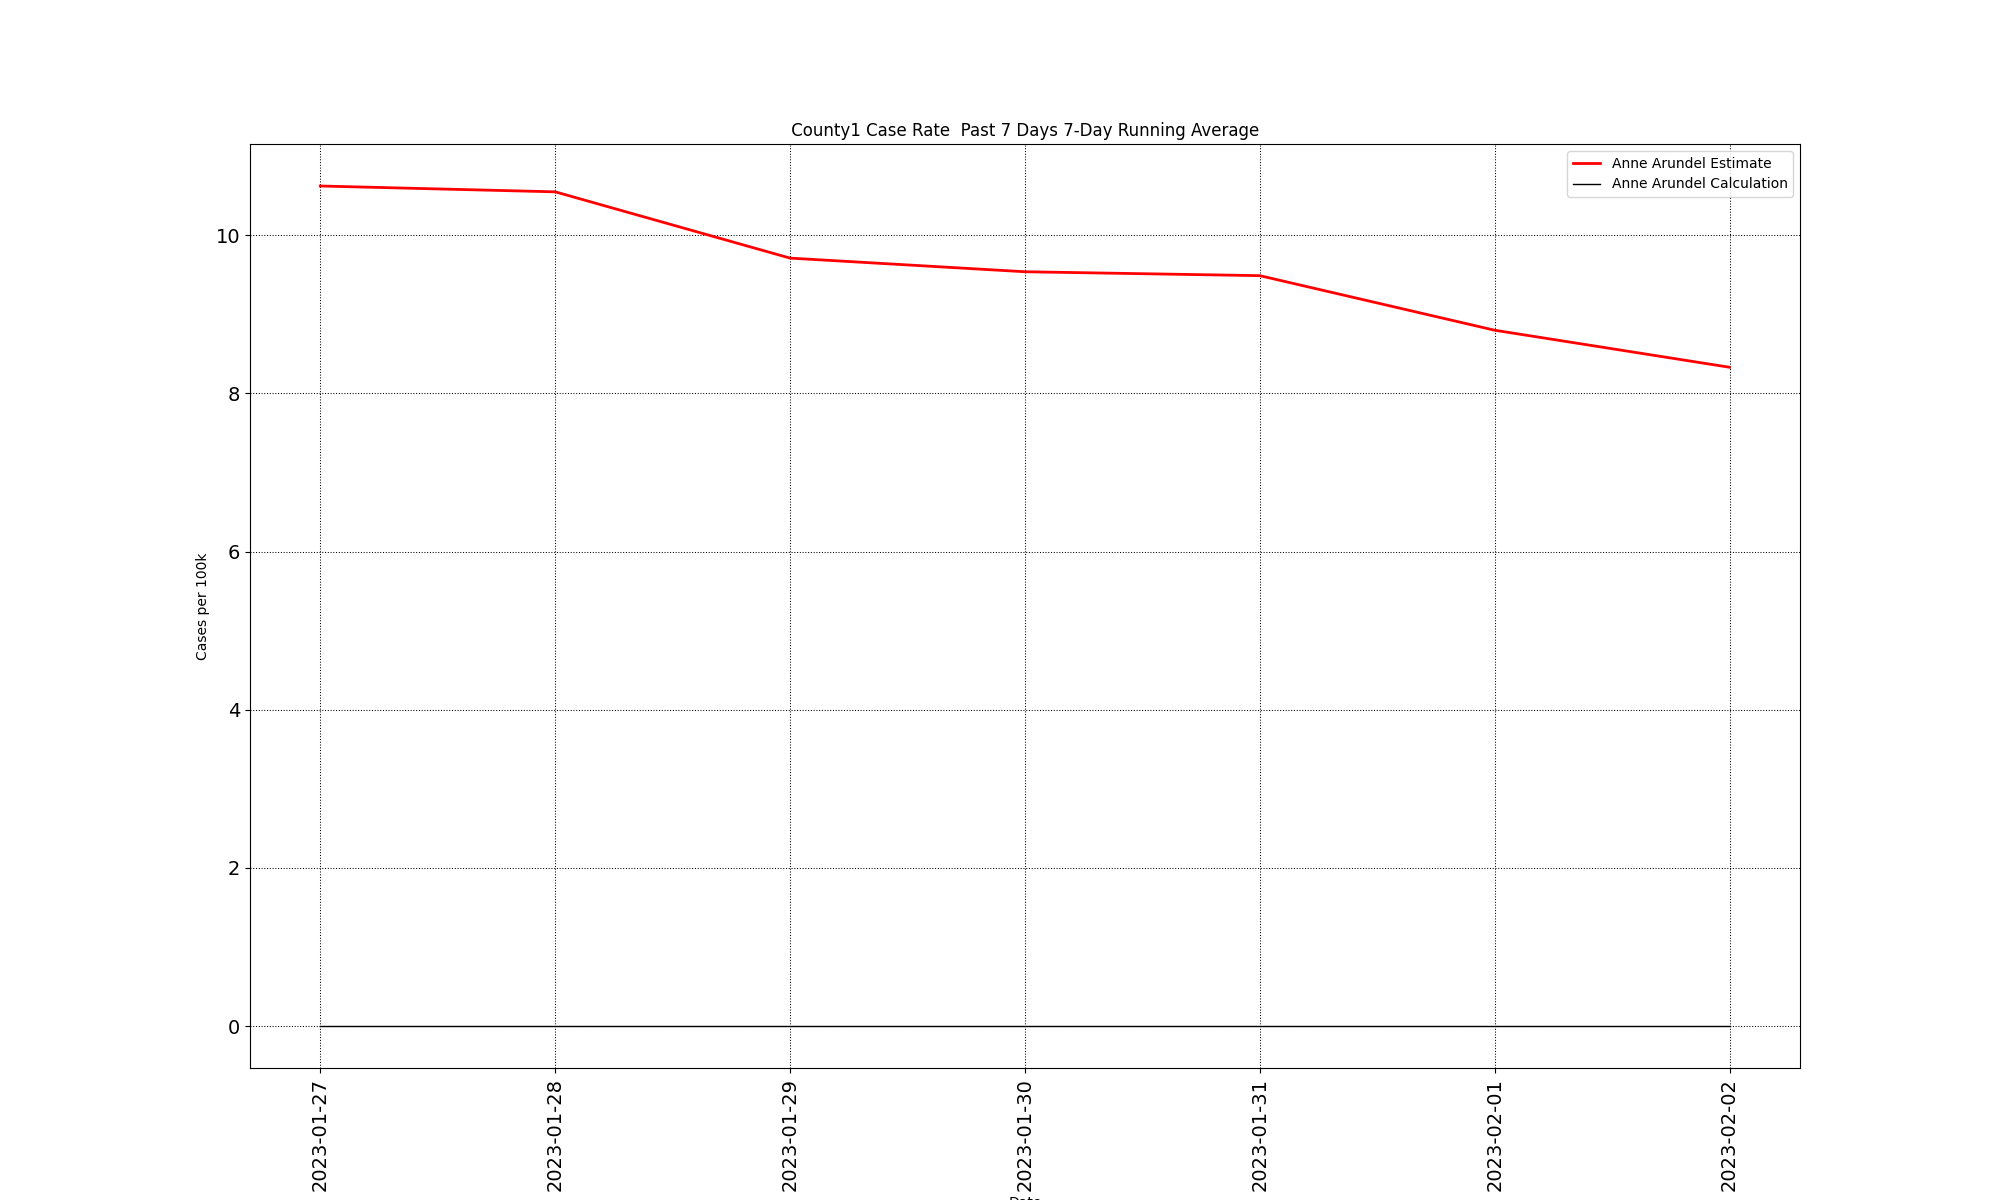 County1 Case Rate  Past 7 Days 7-Day Running Average
Anne Arundel Estimate
Anne Arundel Calculation
Cases per 100k
10
8
6
4
2
0
2023-01-27
2023-01-28
2023-01-29
2023-01-30
2023-01-31
2023-02-01
2023-02-02
Date